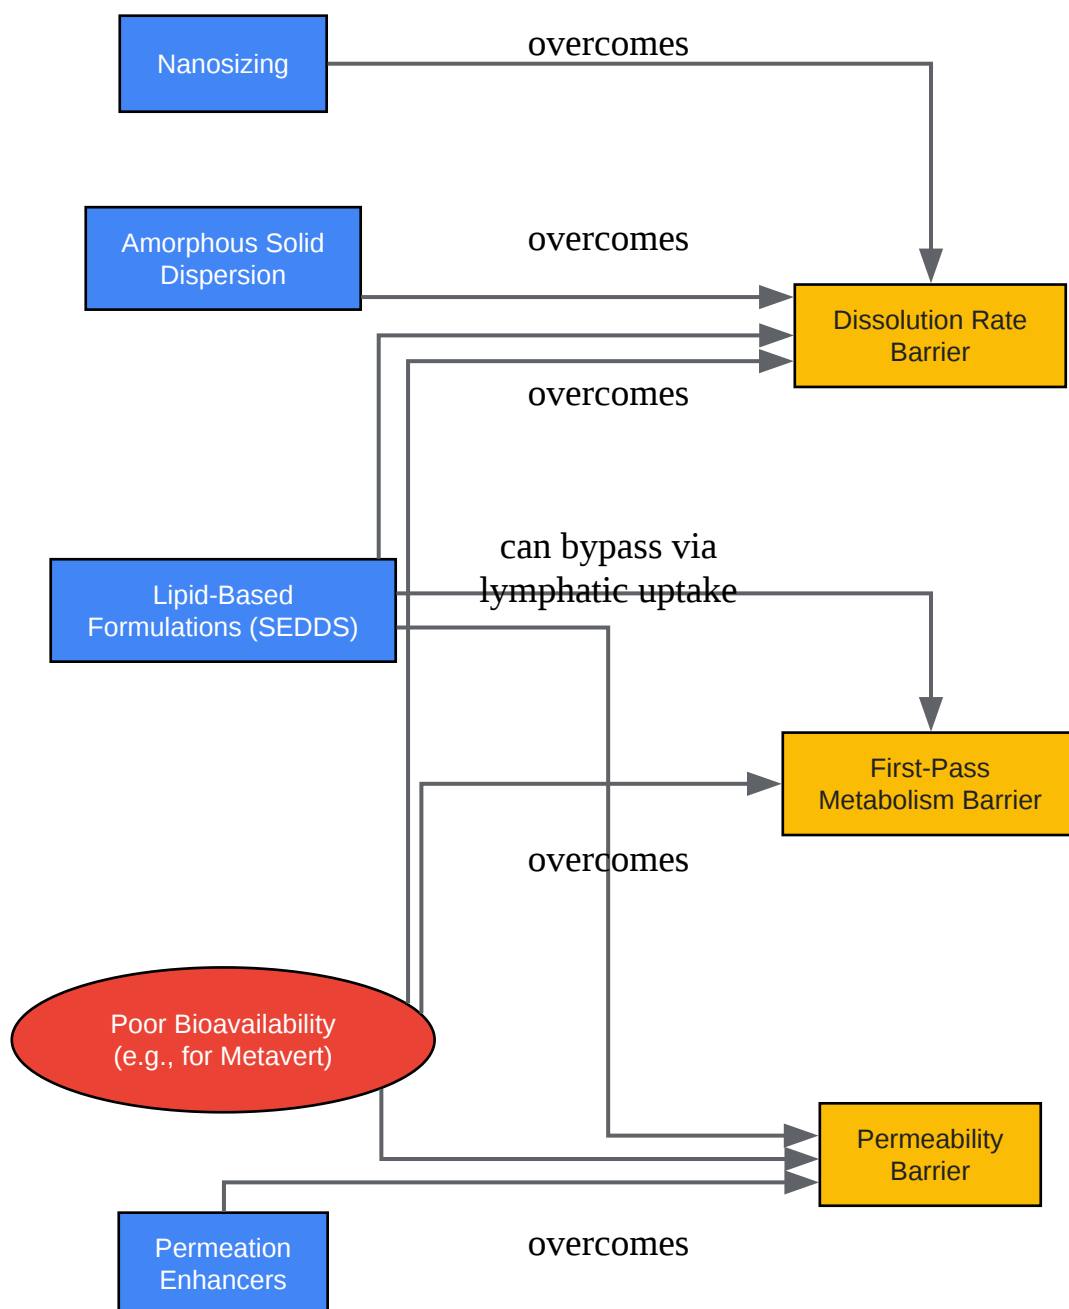 overcomes
Nanosizing
overcomes
Amorphous Solid
Dispersion
Dissolution Rate
Barrier
overcomes
can bypass via
lymphatic uptake
Lipid-Based
Formulations (SEDDS)
First-Pass
Metabolism Barrier
overcomes
Poor Bioavailability
(e.g., for Metavert)
Permeability
Barrier
overcomes
Permeation
Enhancers